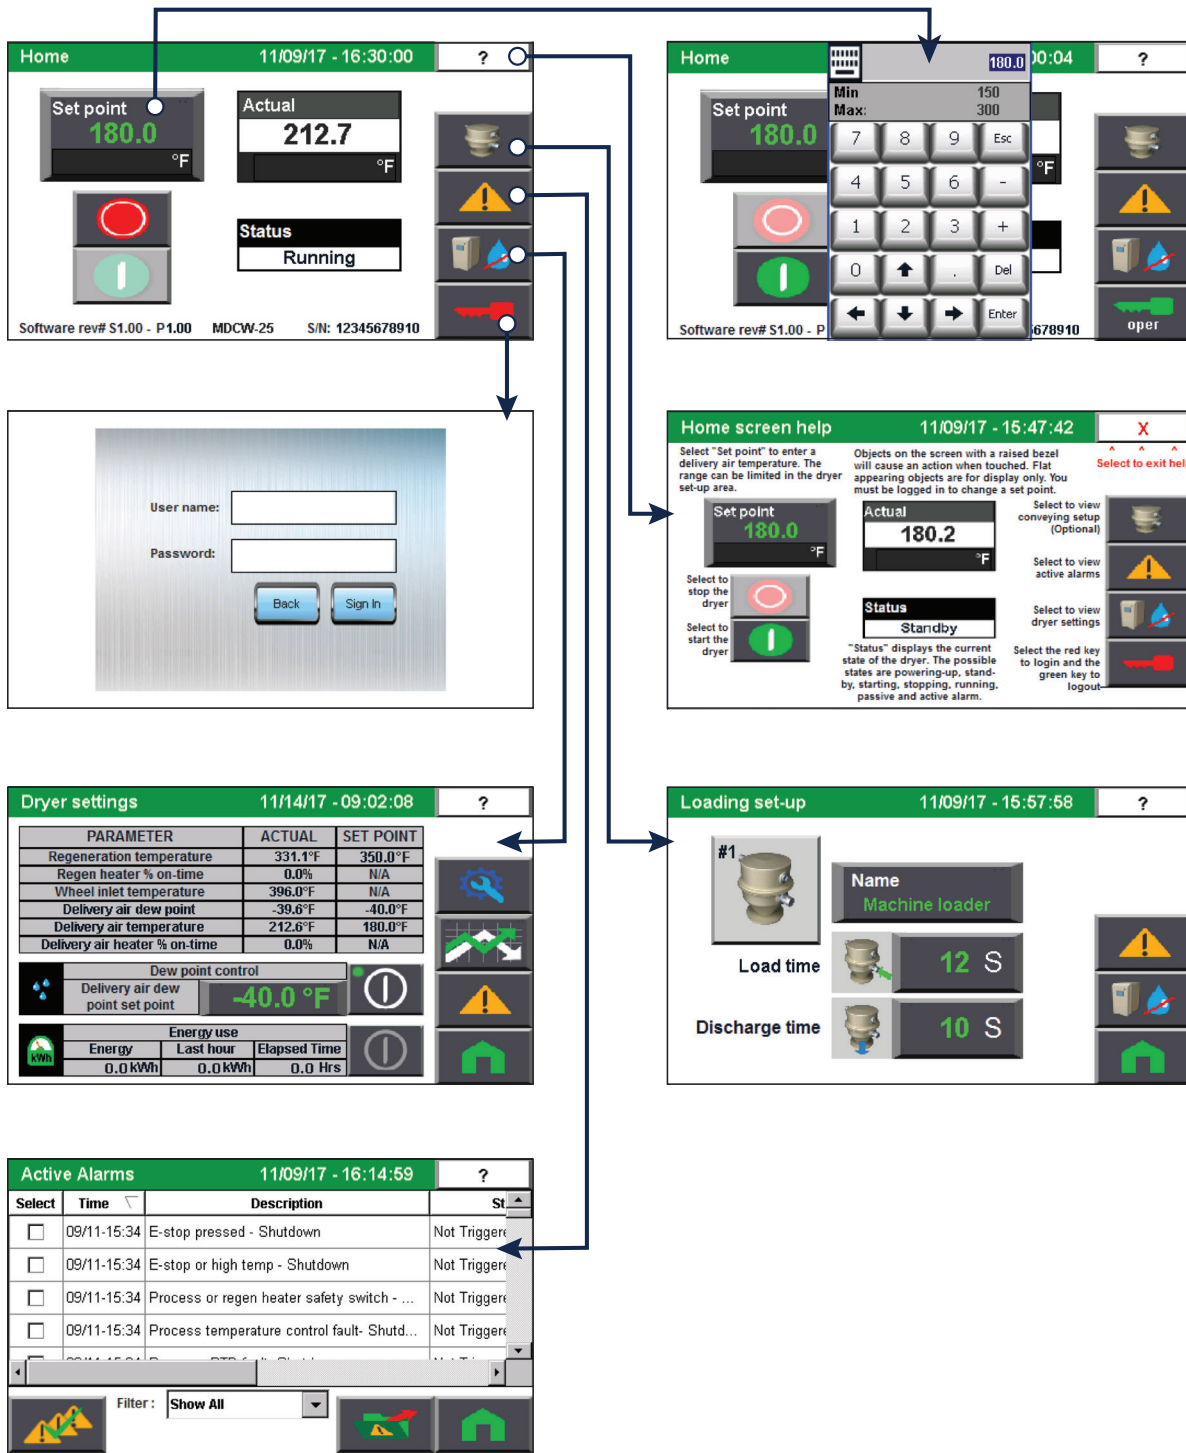 Home 11/09/17 - 16:30:00 ?
Set point
180.0
°F
Actual
212.7
°F
Status
Running
Software rev# S1.00 - P1.00 MDCW-25 S/N: 12345678910
Home 00:04 ?
180.0
Min 150
Max: 300
Set point
180.0
°F
7 8 9 Esc
4 5 6 -
1 2 3 +
0 . Del
Enter
oper
Software rev# S1.00 - P 5678910
User name:
Password:
Back Sign In
Home screen help 11/09/17 - 15:47:42 X
^ ^ ^
Select to exit help
Select "Set point" to enter a
delivery air temperature. The
range can be limited in the dryer
set-up area.
Objects on the screen with a raised bezel
will cause an action when touched. Flat
appearing objects are for display only. You
must be logged in to change a set point.
Set point
180.0
°F
Actual
180.2
°F
Select to view
conveying setup
(Optional)
Select to view
active alarms
Select to
stop the
dryer
Select to
start the
dryer
Status
Standby
Select to view
dryer settings
"Status" displays the current
state of the dryer. The possible
states are powering-up, stand-
by, starting, stopping, running,
passive and active alarm.
Select the red key
to login and the
green key to
logout
Dryer settings 11/14/17 - 09:02:08 ?
PARAMETER ACTUAL SET POINT
Regeneration temperature 331.1°F 350.0°F
Regen heater % on-time 0.0% N/A
Wheel inlet temperature 396.0°F N/A
Delivery air dew point -39.6°F -40.0°F
Delivery air temperature 212.6°F 180.0°F
Delivery air heater % on-time 0.0% N/A
Dew point control
Delivery air dew
point set point
-40.0 °F
Energy use
Energy Last hour Elapsed Time
kWh
0.0 kWh 0.0 kWh 0.0 Hrs
Loading set-up 11/09/17 - 15:57:58 ?
#1
Name
Machine loader
Load time 12 S
Discharge time 10 S
Active Alarms 11/09/17 - 16:14:59 ?
Select Time Description St
09/11-15:34 E-stop pressed - Shutdown Not Triggere
09/11-15:34 E-stop or high temp - Shutdown Not Triggere
09/11-15:34 Process or regen heater safety switch - ... Not Triggere
09/11-15:34 Process temperature control fault- Shutd... Not Triggere
Filter : Show All